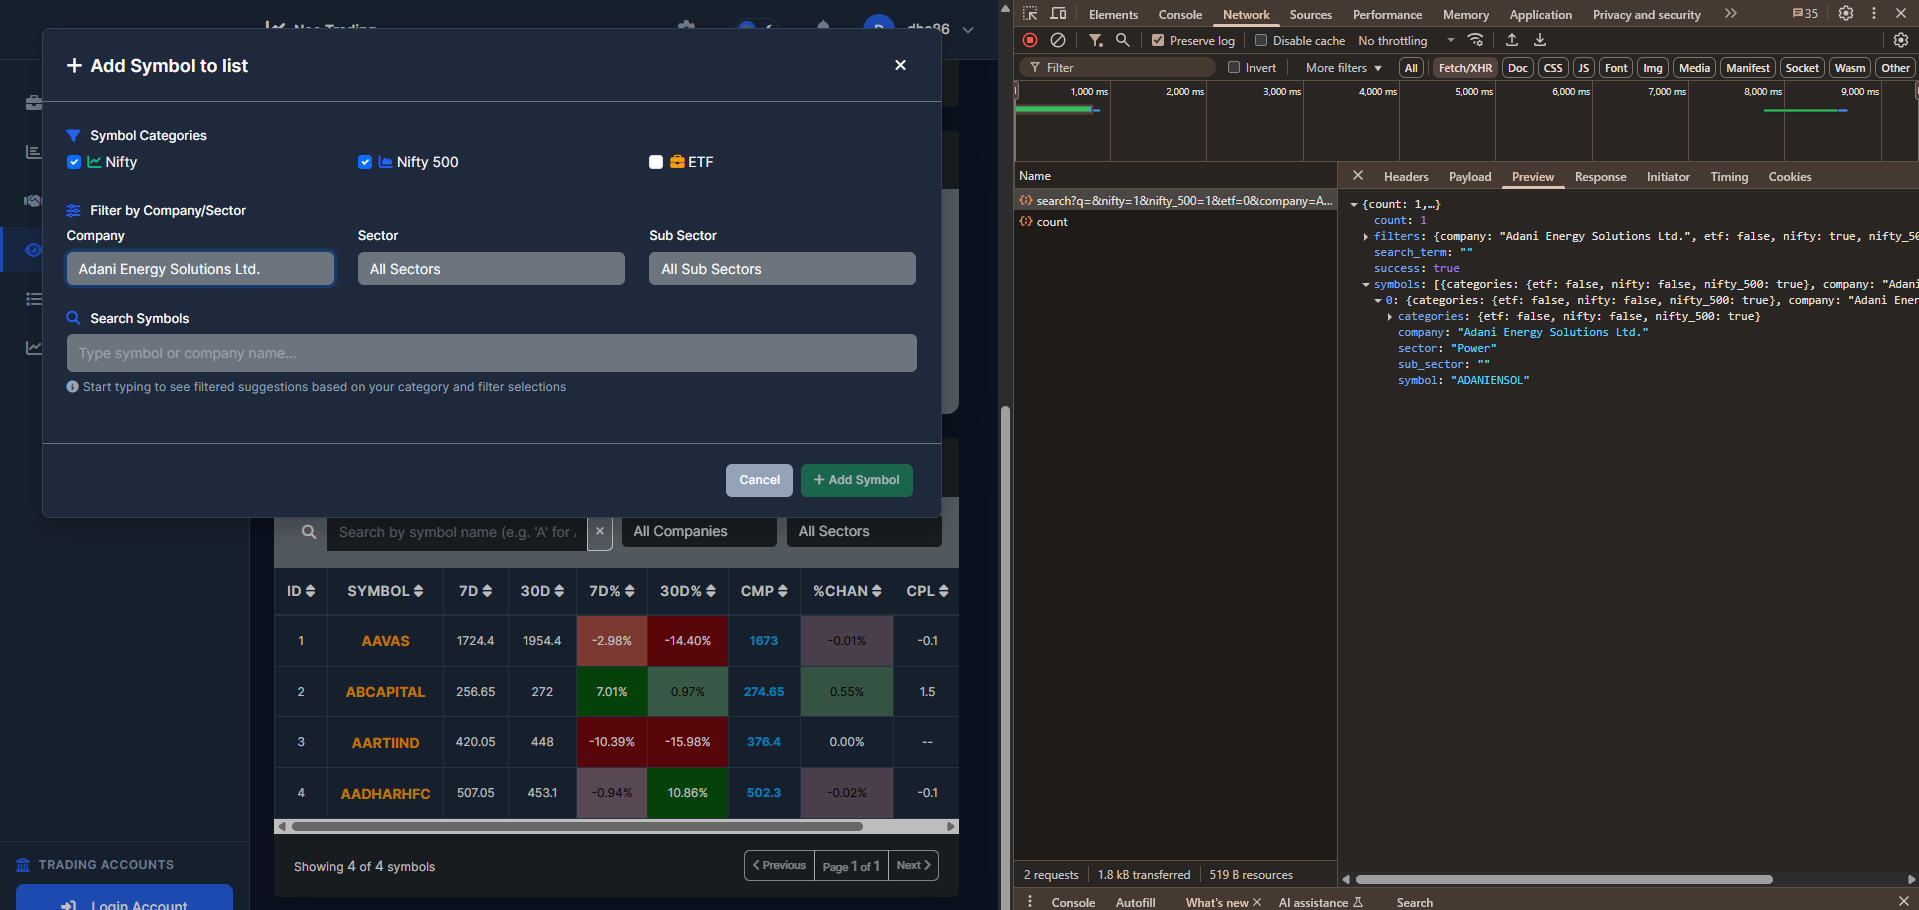 Add Symbol to list
Symbol Categories
Nifty
Nifty 500
ETF
Filter by Company/Sector
Company
Sector
Sub Sector
Adani Energy Solutions Ltd.
All Sectors
All Sub Sectors
Search Symbols
Type symbol or company name...
Start typing to see filtered suggestions based on your category and filter selections
Cancel
+ Add Symbol
Search by symbol name (e.g. 'A' for
× All Companies All Sectors
ID SYMBOL 7D 30D 7D% 30D% CMP %CHAN CPL
1 AAVAS 1724.4 1954.4 -2.98% -14.40% 1673 -0.01% -0.1
2 ABCAPITAL 256.65 272 7.01% 0.97% 274.65 0.55% 1.5
3 AARTIIND 420.05 448 -10.39% -15.98% 376.4 0.00% --
4 AADHARHFC 507.05 453.1 -0.94% 10.86% 502.3 -0.02% -0.1
Showing 4 of 4 symbols
Previous Page 1 of 1 Next
TRADING ACCOUNTS
Login Account
Elements Console Network Sources Performance Memory Application Privacy and security 35
Preserve log Disable cache No throttling
Filter Invert More filters All Fetch/XHR Doc CSS JS Font Img Media Manifest Socket Wasm Other
1,000 ms 2,000 ms 3,000 ms 4,000 ms 5,000 ms 6,000 ms 7,000 ms 8,000 ms 9,000 ms
Name
search?q=&nifty=1&nifty_500=1&etf=0&company=A...
count
Headers Payload Preview Response Initiator Timing Cookies
{count: 1,…}
count: 1
filters: {company: "Adani Energy Solutions Ltd.", etf: false, nifty: true, nifty_50
search_term: ""
success: true
symbols: [{categories: {etf: false, nifty: false, nifty_500: true}, company: "Adani
0: {categories: {etf: false, nifty: false, nifty_500: true}, company: "Adani Ener
categories: {etf: false, nifty: false, nifty_500: true}
company: "Adani Energy Solutions Ltd."
sector: "Power"
sub_sector: ""
symbol: "ADANIENSOL"
2 requests 1.8 kB transferred 519 B resources
Console Autofill What's new AI assistance Search